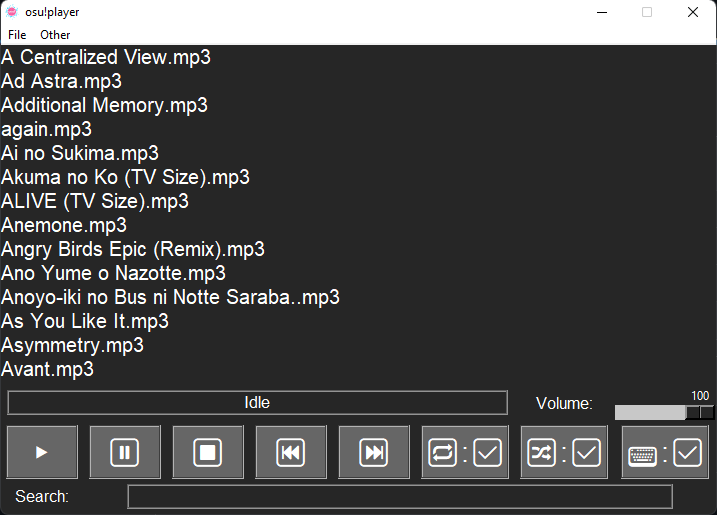 osu!player
File Other
A Centralized View.mp3
Ad Astra.mp3
Additional Memory.mp3
again.mp3
Ai no Sukima.mp3
Akuma no Ko (TV Size).mp3
ALIVE (TV Size).mp3
Anemone.mp3
Angry Birds Epic (Remix).mp3
Ano Yume o Nazotte.mp3
Anoyo-iki no Bus ni Notte Saraba..mp3
As You Like It.mp3
Asymmetry.mp3
Avant.mp3
Idle
Volume:
100
: : :
Search: